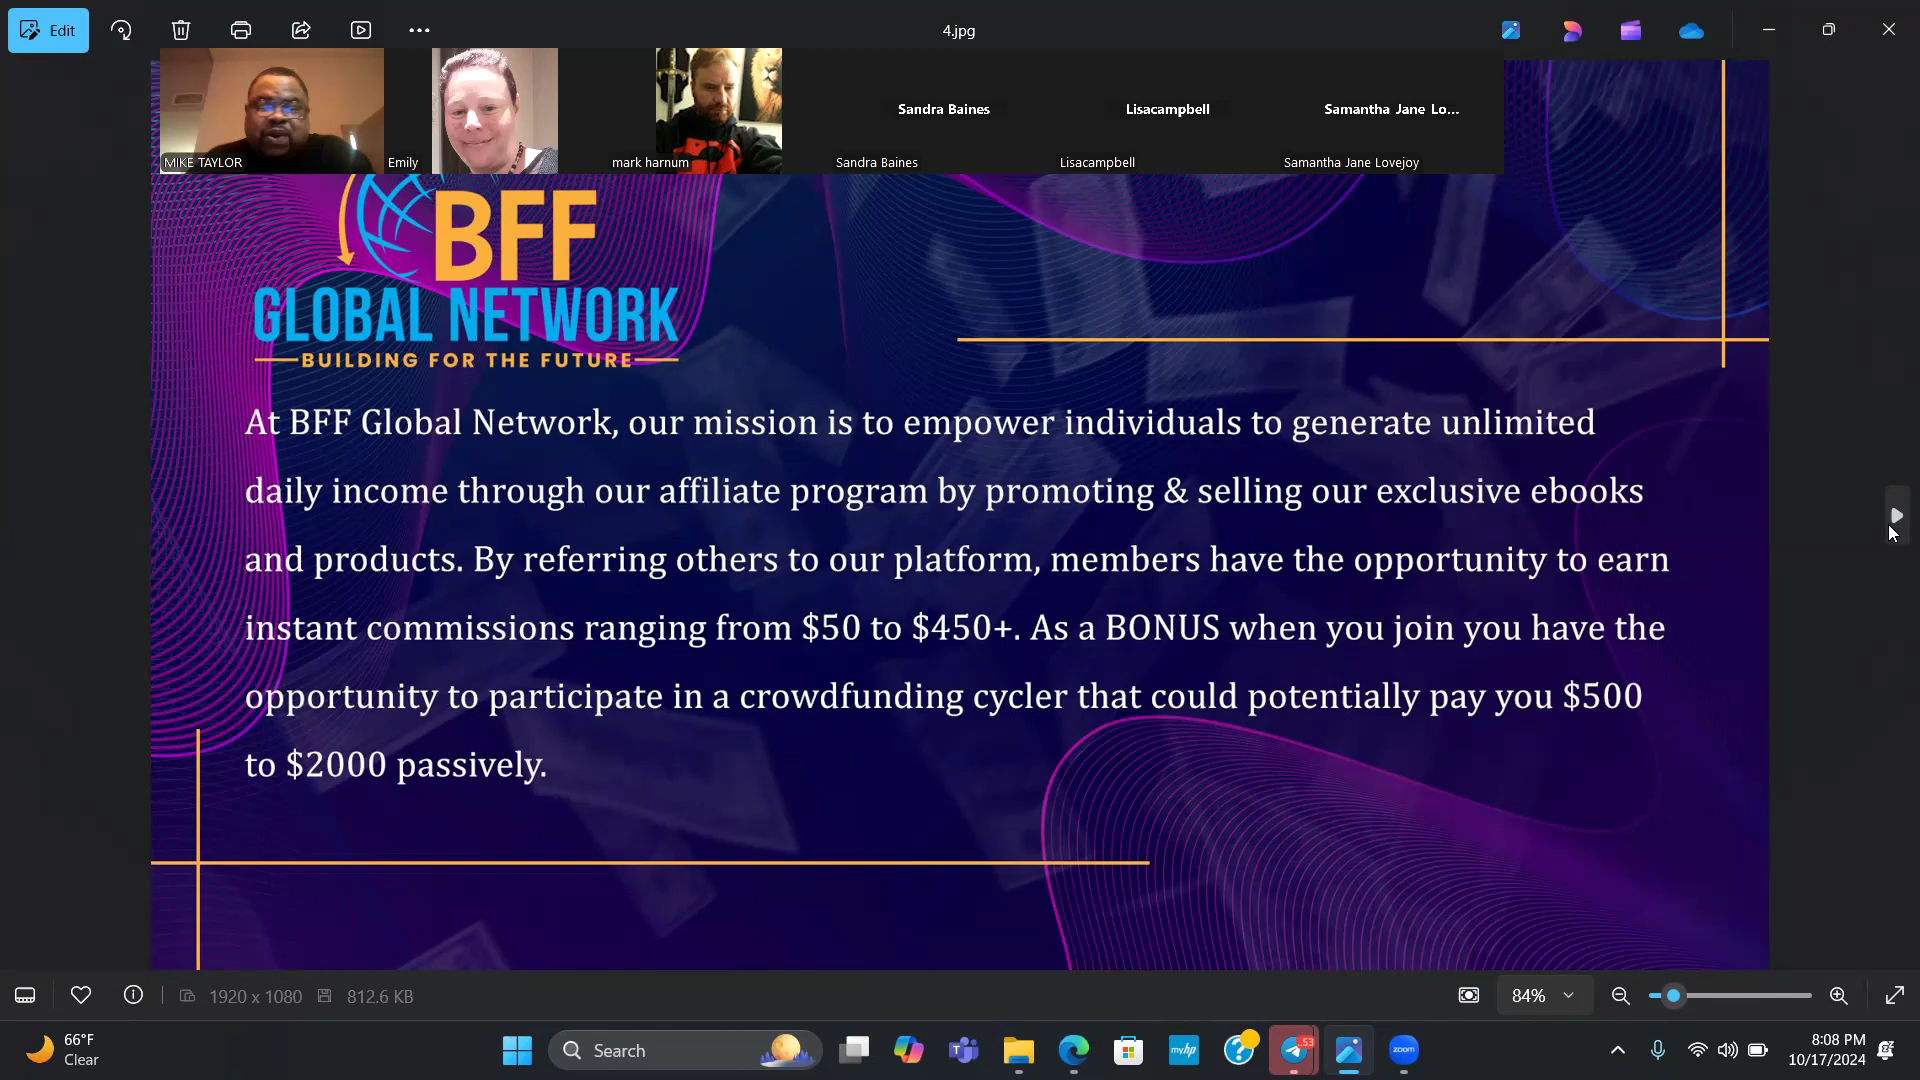 Edit
4.jpg
Sandra Baines
Lisacampbell
Samantha Jane Lo...
MIKE TAYLOR
Emily
mark harnum
Sandra Baines
Lisacampbell
Samantha Jane Lovejoy
BFF
GLOBAL NETWORK
BUILDING FOR THE FUTURE
At BFF Global Network, our mission is to empower individuals to generate unlimited
daily income through our affiliate program by promoting & selling our exclusive ebooks
and products. By referring others to our platform, members have the opportunity to earn
instant commissions ranging from $50 to $450+. As a BONUS when you join you have the
opportunity to participate in a crowdfunding cycler that could potentially pay you $500
to $2000 passively.
1920 x 1080
812.6 KB
84%
66°F
Clear
Search
myhp
.53
zoom
8:08 PM
10/17/2024